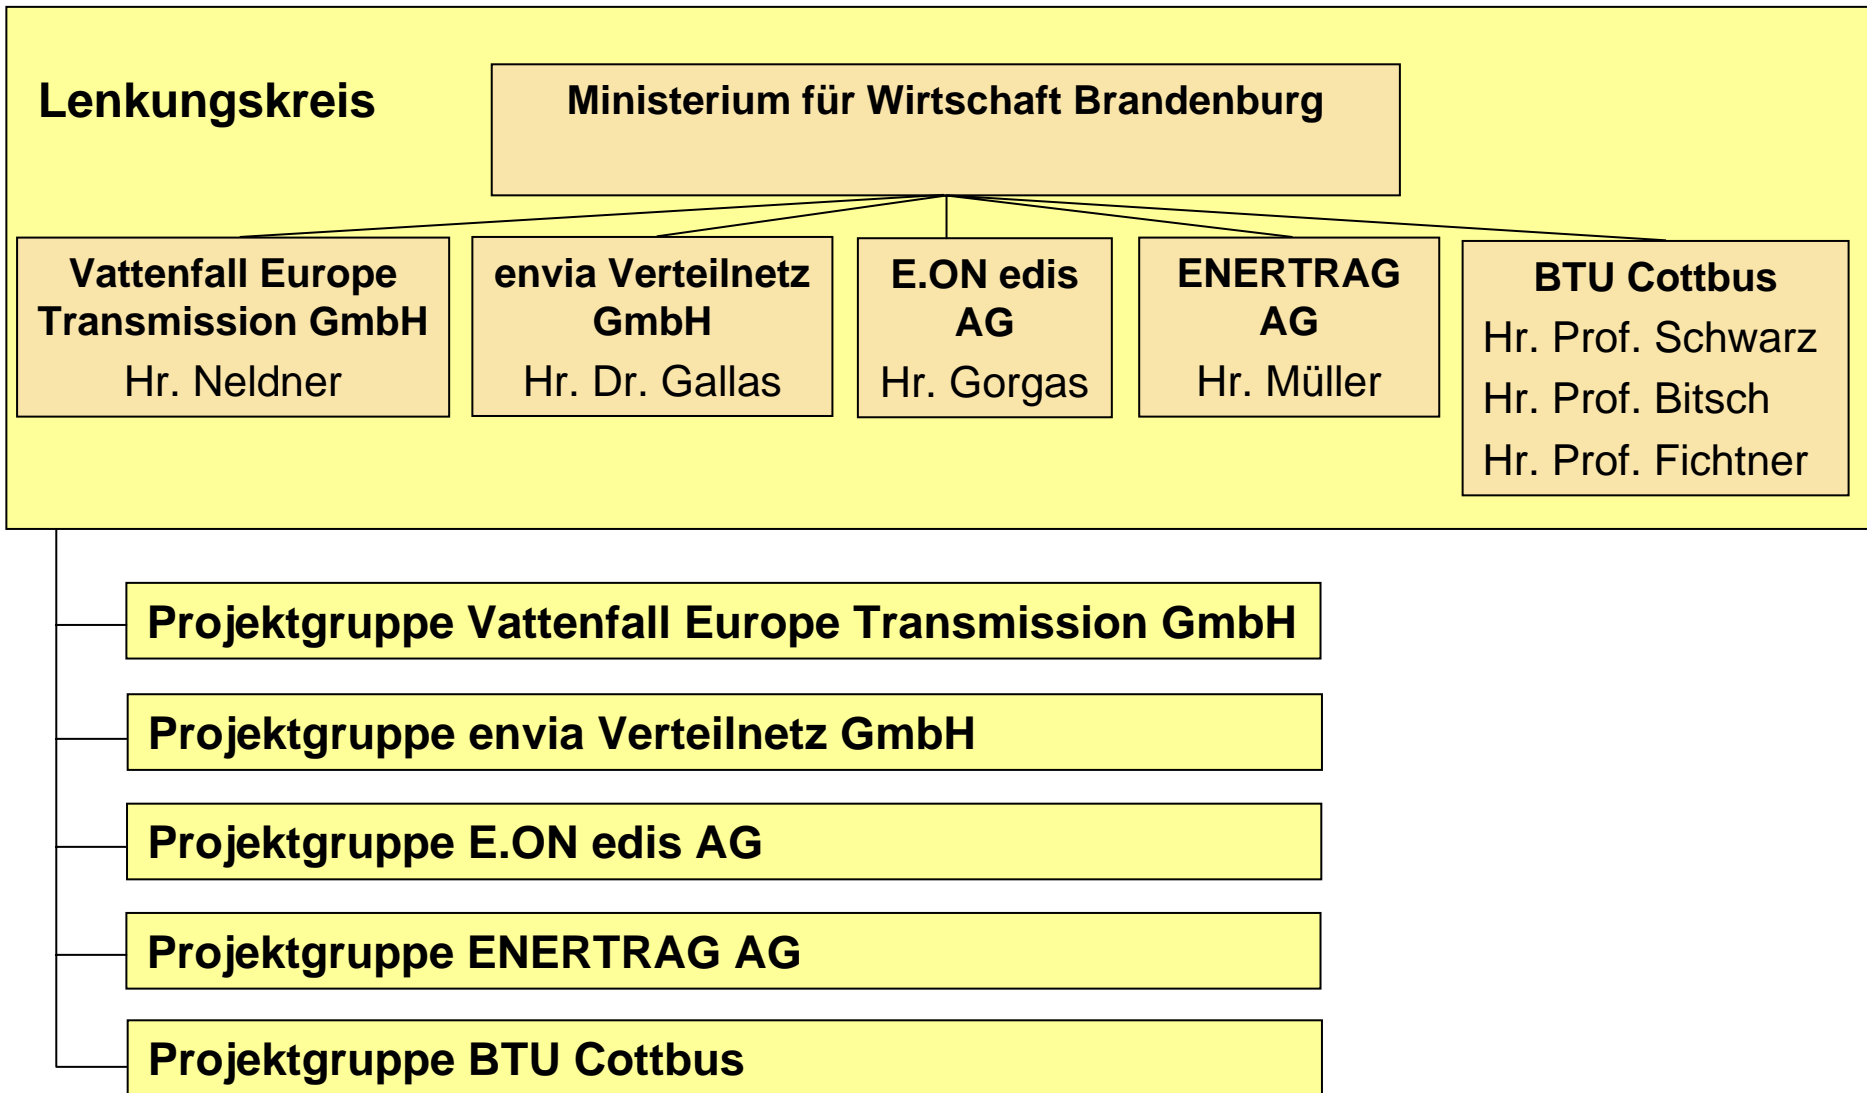 Lenkungskreis
Ministerium für Wirtschaft Brandenburg
Vattenfall Europe
Transmission GmbH
Hr. Neldner
envia Verteilnetz
GmbH
Hr. Dr. Gallas
E.ON edis
AG
Hr. Gorgas
ENERTRAG
AG
Hr. Müller
BTU Cottbus
Hr. Prof. Schwarz
Hr. Prof. Bitsch
Hr. Prof. Fichtner
Projektgruppe Vattenfall Europe Transmission GmbH
Projektgruppe envia Verteilnetz GmbH
Projektgruppe E.ON edis AG
Projektgruppe ENERTRAG AG
Projektgruppe BTU Cottbus